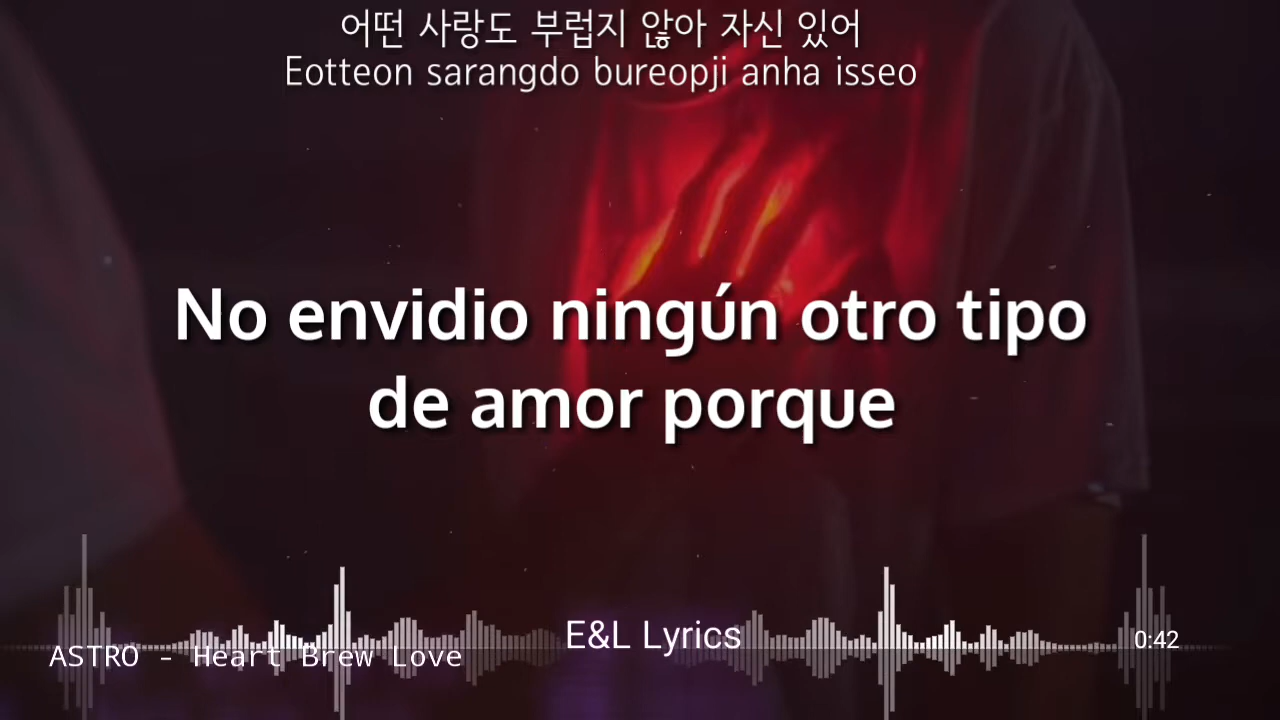 어떤 사랑도 부럽지 않아 자신 있어
Eotteon sarangdo bureopji anha isseo
No envidio ningún otro tipo
de amor porque
E&L Lyrics
ASTRO - Heart Brew Love
0:42